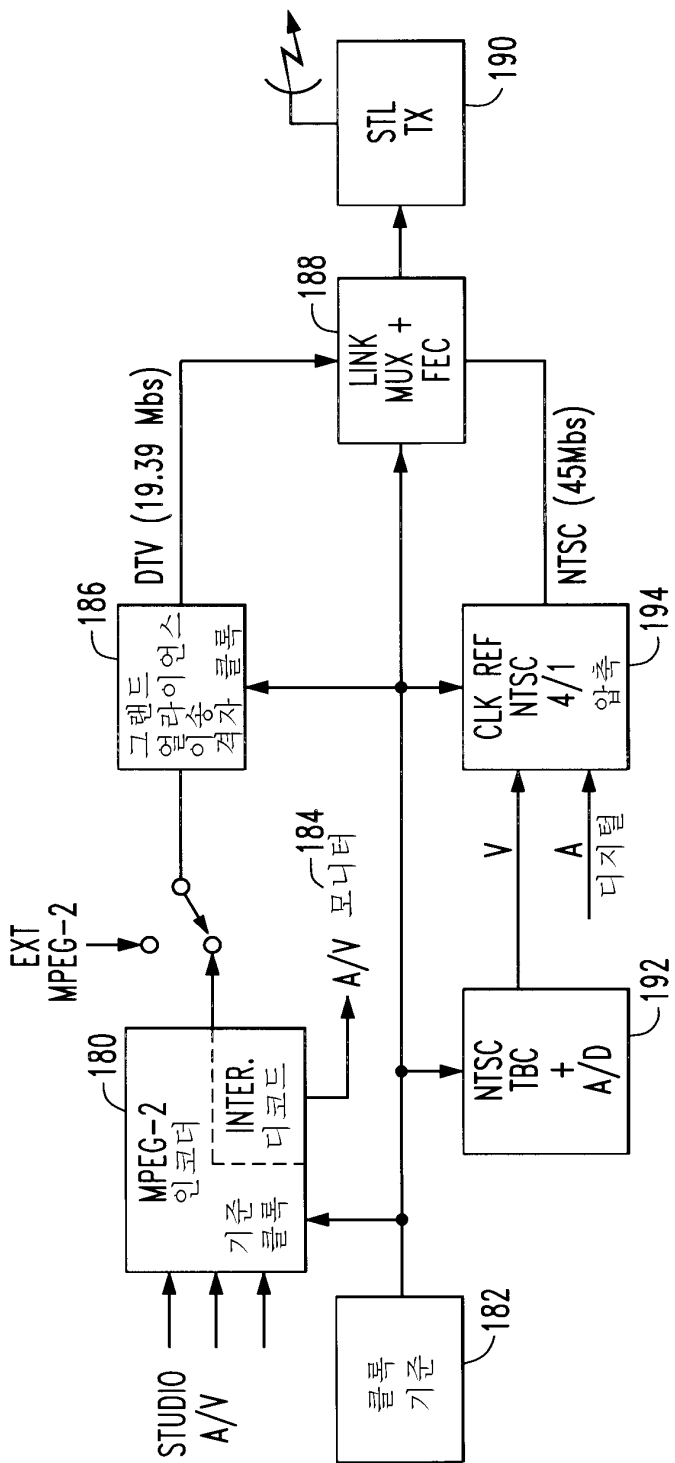 STUDIO
A/V
MPEG-2
인코더
기준
클록
INTER.
디코드
180
EXT
MPEG-2
A/V 모니터
184
그랜드
얼라이언스
라송
이자
격
클록
186
DTV (19.39 Mbs)
LINK
MUX +
FEC
188
STL
TX
190
클록
기준
182
NTSC
TBC
+
A/D
192
V
A
디지털
CLK REF
NTSC
4/1
압축
194
NTSC (45Mbs)